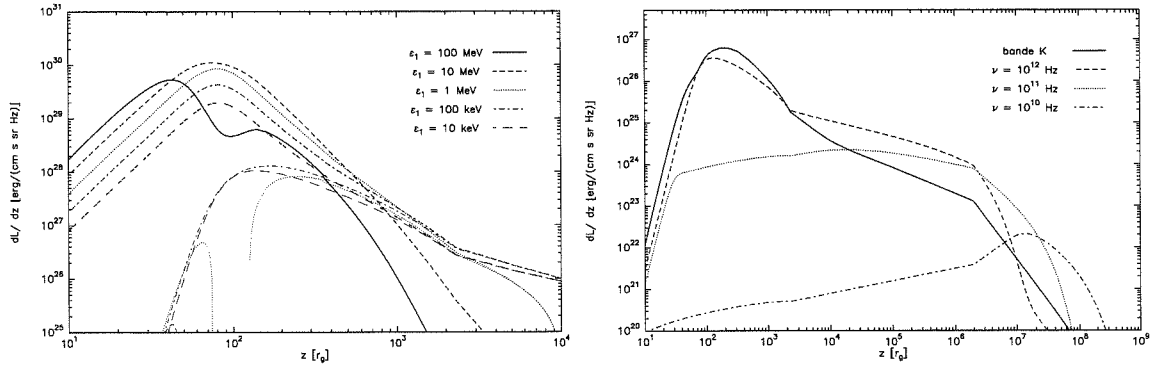 10^31
10^30
10^29
10^28
10^27
10^26
10^25
dL/ dz [erg/(cm s sr Hz)]
ε₁ = 100 MeV
ε₁ = 10 MeV
ε₁ = 1 MeV
ε₁ = 100 keV
ε₁ = 10 keV
10^1
10^2
10^3
10^4
z [r_g]
10^27
10^26
10^25
10^24
10^23
10^22
10^21
10^20
dL/ dz [erg/(cm s sr Hz)]
bande K
ν = 10^12 Hz
ν = 10^11 Hz
ν = 10^10 Hz
10^1
10^2
10^3
10^4
10^5
10^6
10^7
10^8
10^9
z [r_g]